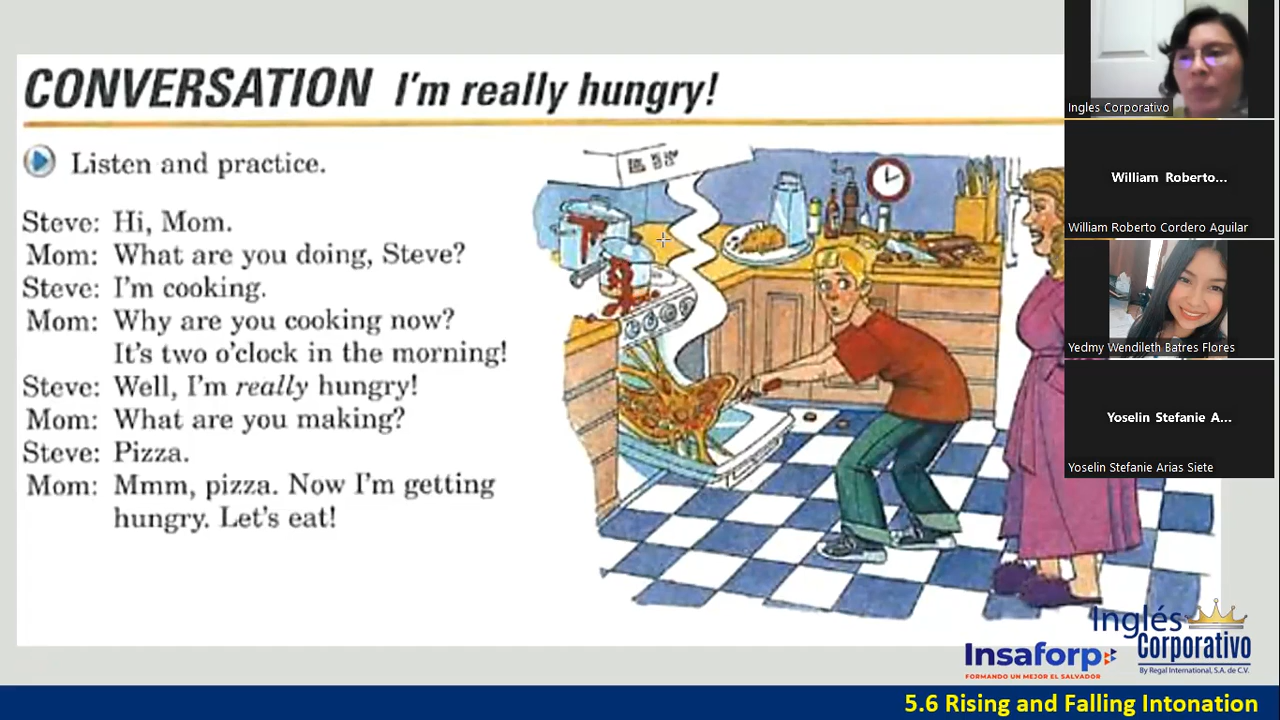 CONVERSATION I'm really hungry!
Listen and practice.
Steve: Hi, Mom.
Mom: What are you doing, Steve?
Steve: I'm cooking.
Mom: Why are you cooking now?
It's two o'clock in the morning!
Steve: Well, I'm really hungry!
Mom: What are you making?
Steve: Pizza.
Mom: Mmm, pizza. Now I'm getting
hungry. Let's eat!
Ingles Corporativo
William Roberto...
William Roberto Cordero Aguilar
Yedmy Wendileth Batres Flores
Yoselin Stefanie A...
Yoselin Stefanie Arias Siete
Inglés
Corporativo
By Regal International, S.A. de C.V.
Insaforp
FORMANDO UN MEJOR EL SALVADOR
5.6 Rising and Falling Intonation